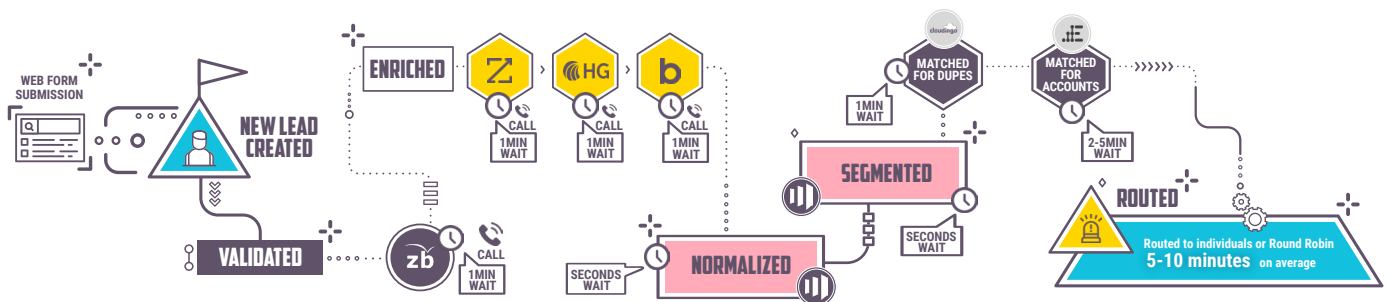 WEB FORM
SUBMISSION
NEW LEAD
CREATED
VALIDATED
zb
CALL
1MIN
WAIT
ENRICHED
Z
CALL
1MIN
WAIT
HG
CALL
1MIN
WAIT
b
CALL
1MIN
WAIT
SECONDS
WAIT
NORMALIZED
SEGMENTED
SECONDS
WAIT
cloudingo
MATCHED
FOR DUPES
1MIN
WAIT
MATCHED
FOR
ACCOUNTS
2-5MIN
WAIT
ROUTED
Routed to individuals or Round Robin
5-10 minutes on average